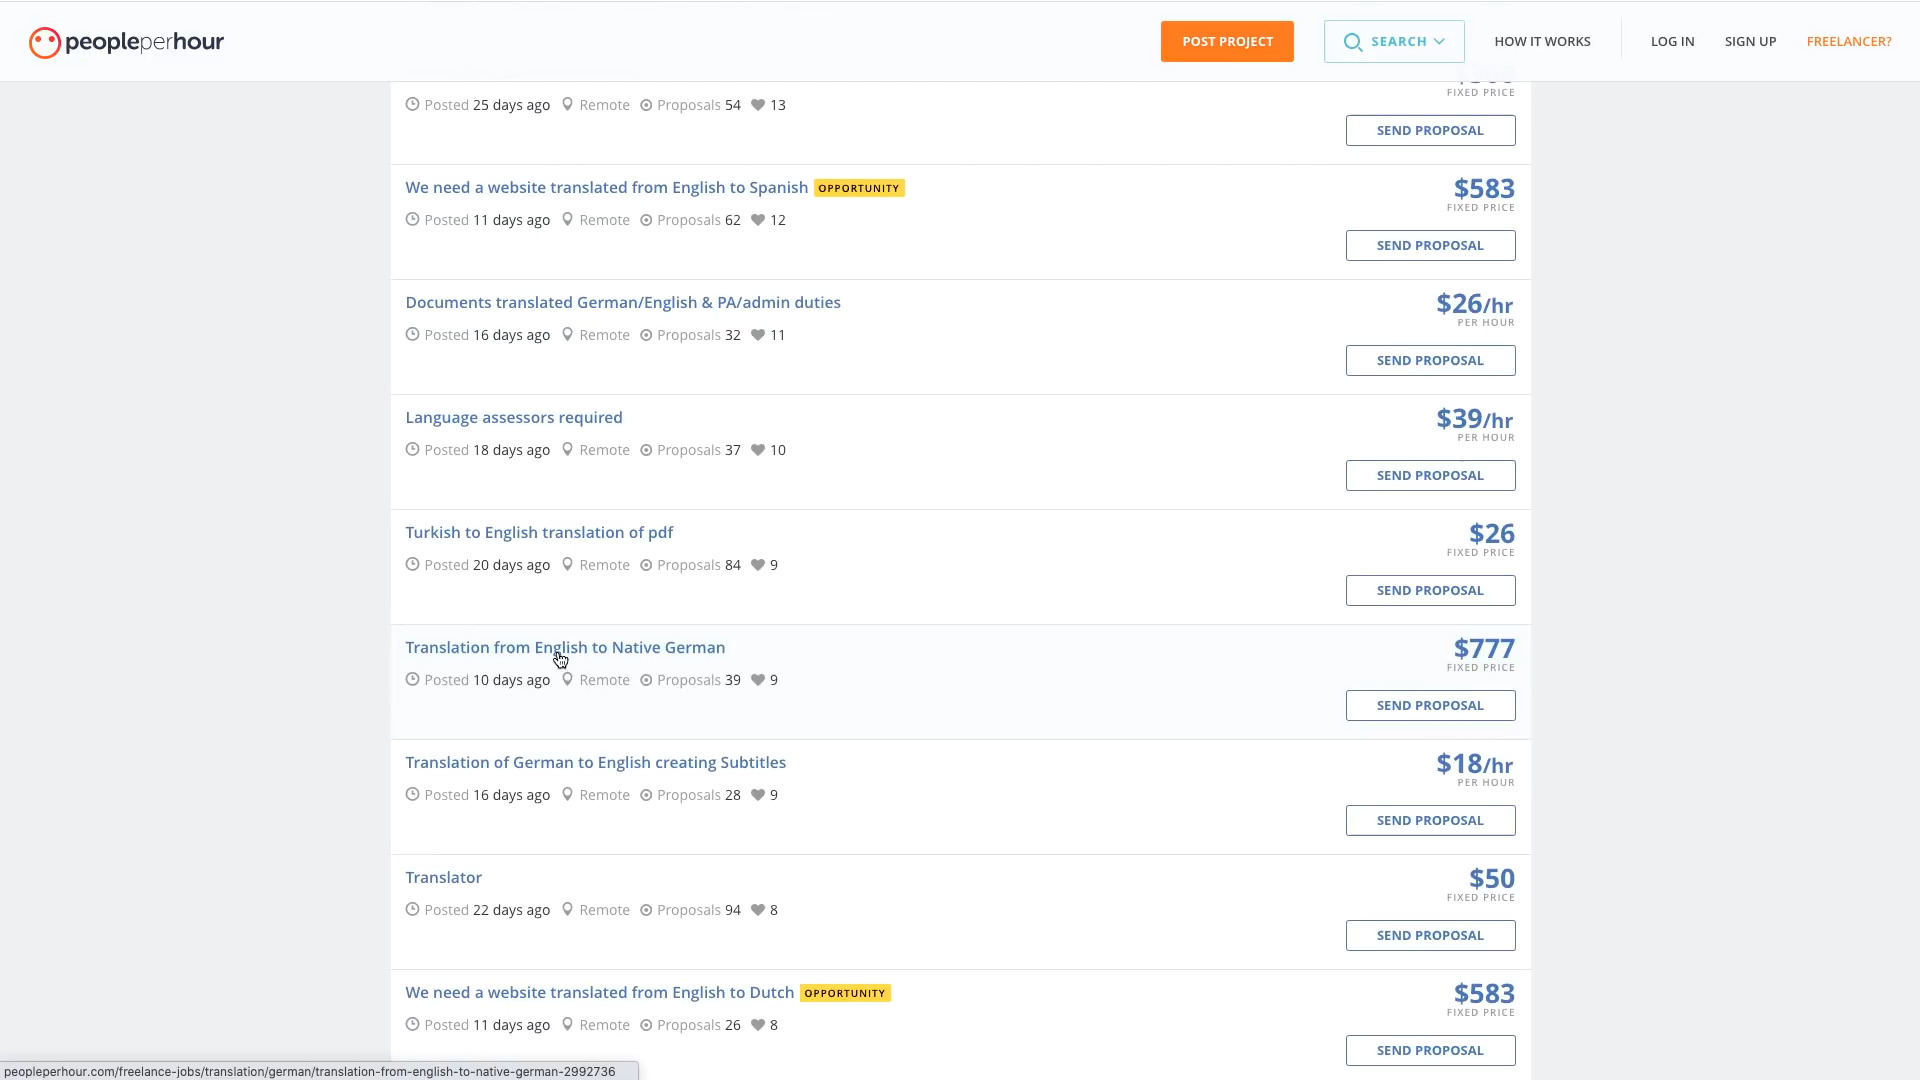 peopleperhour
POST PROJECT
SEARCH
HOW IT WORKS
LOG IN
SIGN UP
FREELANCER?
FIXED PRICE
Posted 25 days ago Remote Proposals 54 13
SEND PROPOSAL
We need a website translated from English to Spanish OPPORTUNITY
$583
FIXED PRICE
Posted 11 days ago Remote Proposals 62 12
SEND PROPOSAL
Documents translated German/English & PA/admin duties
$26/hr
PER HOUR
Posted 16 days ago Remote Proposals 32 11
SEND PROPOSAL
Language assessors required
$39/hr
PER HOUR
Posted 18 days ago Remote Proposals 37 10
SEND PROPOSAL
Turkish to English translation of pdf
$26
FIXED PRICE
Posted 20 days ago Remote Proposals 84 9
SEND PROPOSAL
Translation from English to Native German
$777
FIXED PRICE
Posted 10 days ago Remote Proposals 39 9
SEND PROPOSAL
Translation of German to English creating Subtitles
$18/hr
PER HOUR
Posted 16 days ago Remote Proposals 28 9
SEND PROPOSAL
Translator
$50
FIXED PRICE
Posted 22 days ago Remote Proposals 94 8
SEND PROPOSAL
We need a website translated from English to Dutch OPPORTUNITY
$583
FIXED PRICE
Posted 11 days ago Remote Proposals 26 8
SEND PROPOSAL
peopleperhour.com/freelance-jobs/translation/german/translation-from-english-to-native-german-2992736